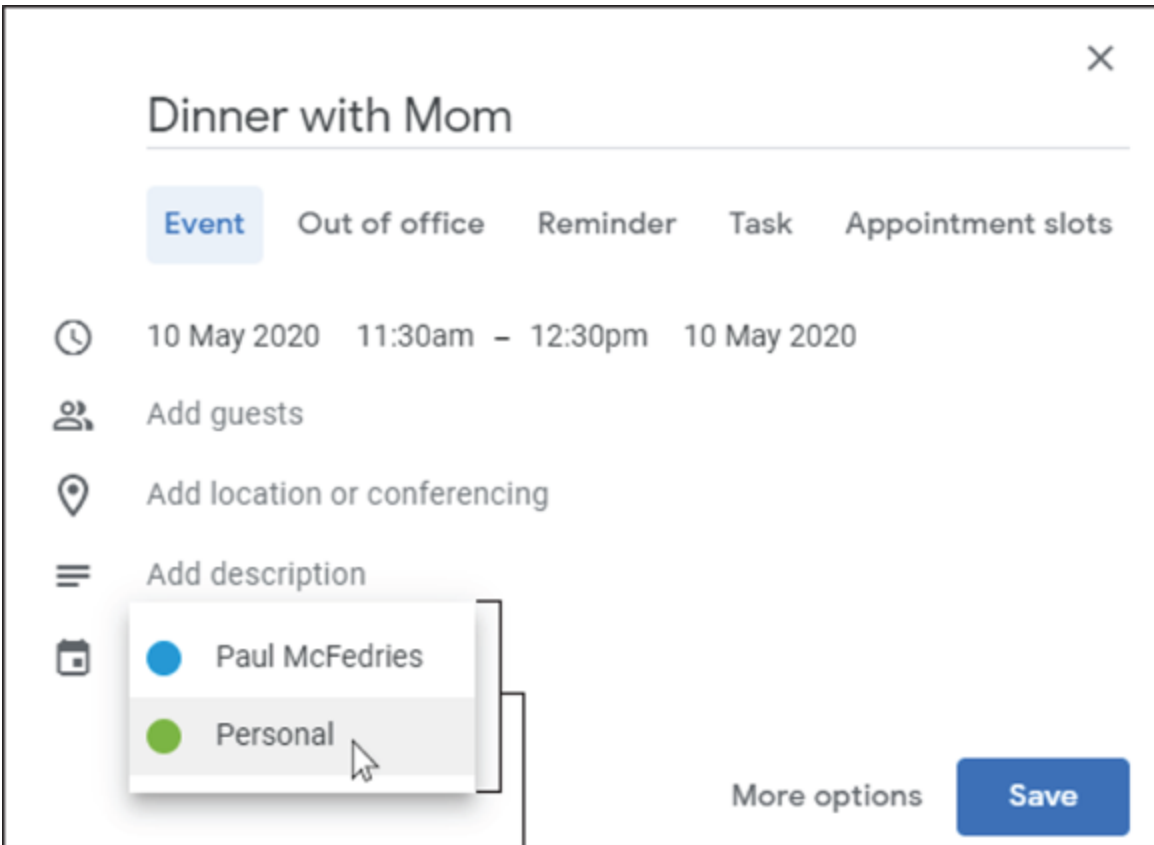 Dinner with Mom
Event Out of office Reminder Task Appointment slots
10 May 2020 11:30am – 12:30pm 10 May 2020
Add guests
Add location or conferencing
Add description
Paul McFedries
Personal
More options Save